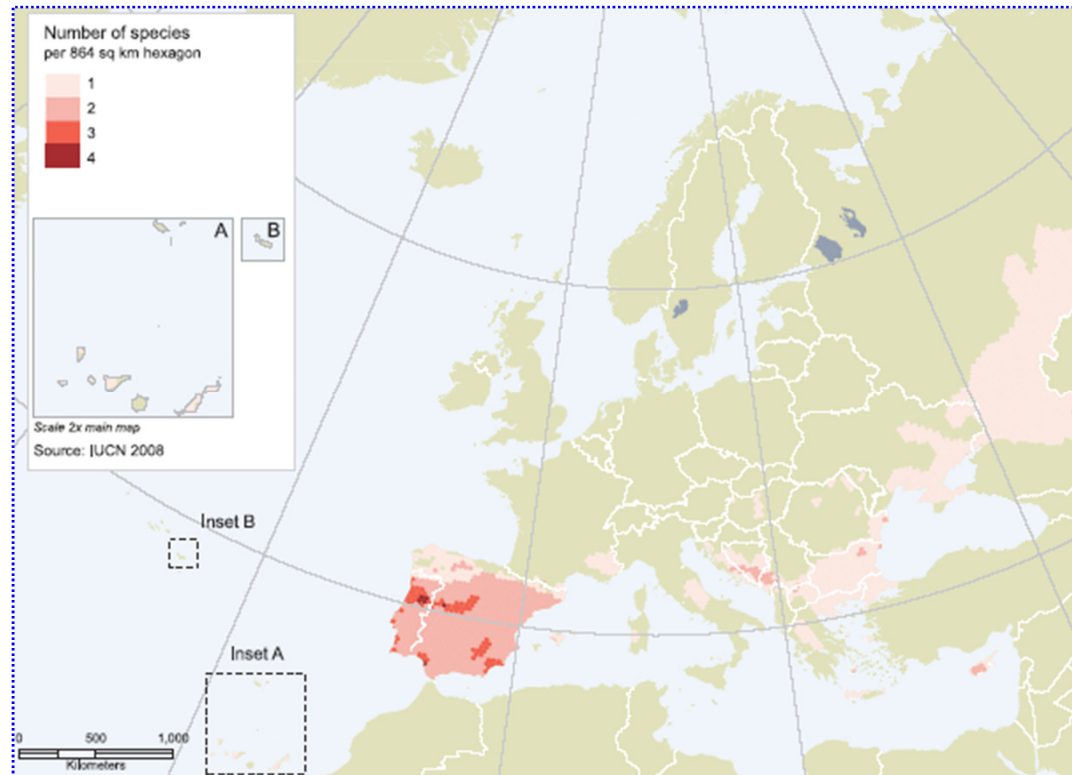 Number of species
per 864 sq km hexagon
1
2
3
4
A
B
Scale 2x main map
Source: IUCN 2008
Inset B
Inset A
0 500 1,000
Kilometers